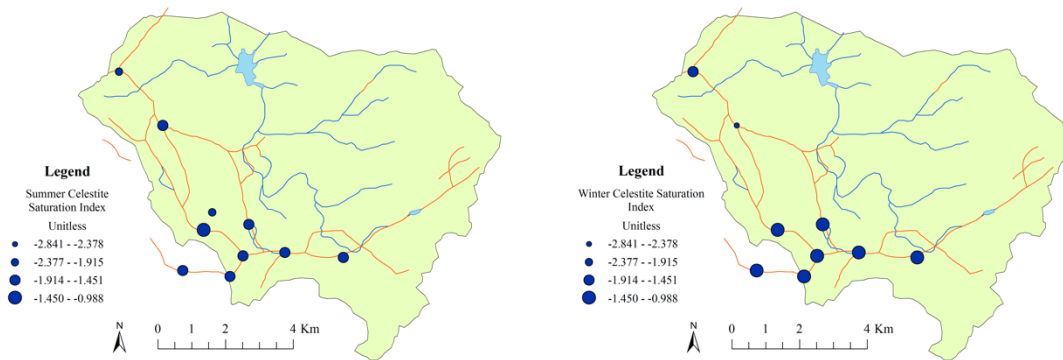 Legend
Summer Celestite
Saturation Index
Unitless
-2.841 - -2.378
-2.377 - -1.915
-1.914 - -1.451
-1.450 - -0.988
N
0 1 2 4 Km
Legend
Winter Celestite Saturation
Index
Unitless
-2.841 - -2.378
-2.377 - -1.915
-1.914 - -1.451
-1.450 - -0.988
N
0 1 2 4 Km